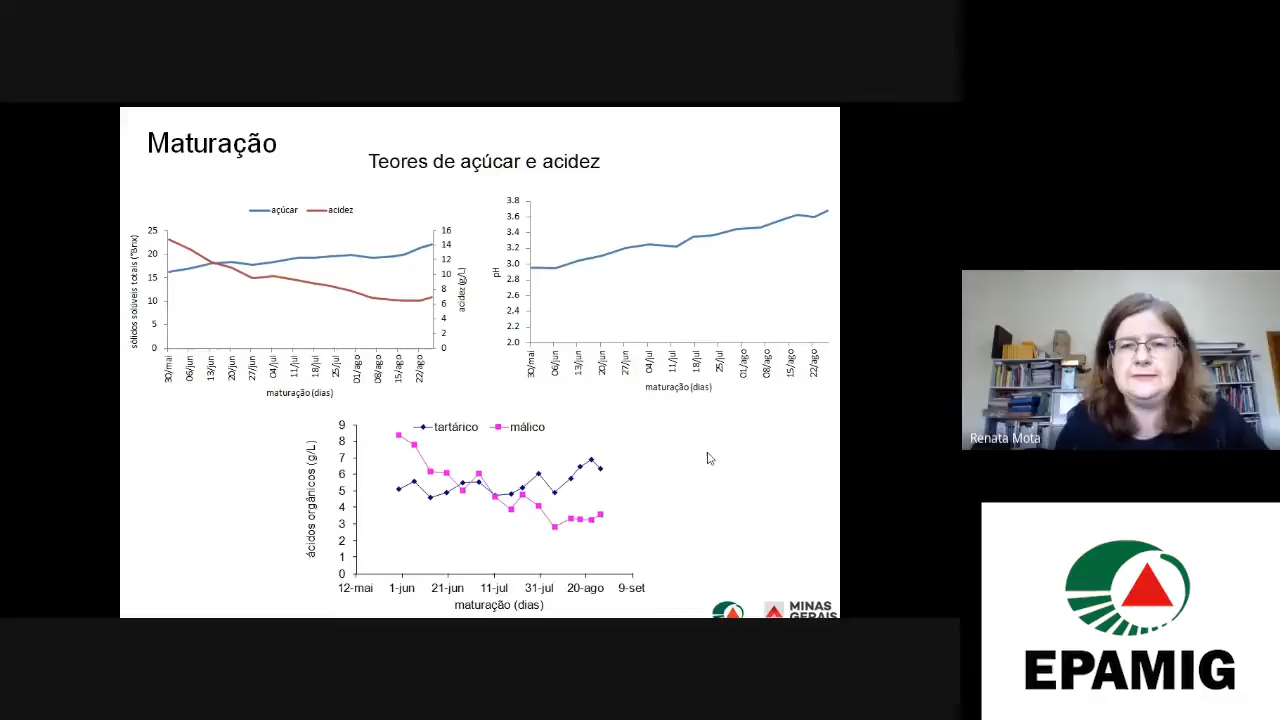 Maturação
Teores de açúcar e acidez
açúcar acidez
sólidos solúveis totais (°Brix)
25
20
15
10
5
0
16
14
12
10
8
6
4
2
0
acidez (g/L)
30/mai 06/jun 13/jun 20/jun 27/jun 04/jul 11/jul 18/jul 25/jul 01/ago 08/ago 15/ago 22/ago
maturação (dias)
pH
3.8
3.6
3.4
3.2
3.0
2.8
2.6
2.4
2.2
2.0
30/mai 06/jun 13/jun 20/jun 27/jun 04/jul 11/jul 18/jul 25/jul 01/ago 08/ago 15/ago 22/ago
maturação (dias)
tartárico málico
ácidos orgânicos (g/L)
9
8
7
6
5
4
3
2
1
0
12-mai 1-jun 21-jun 11-jul 31-jul 20-ago 9-set
maturação (dias)
MINAS
GERAIS
Renata Mota
EPAMIG